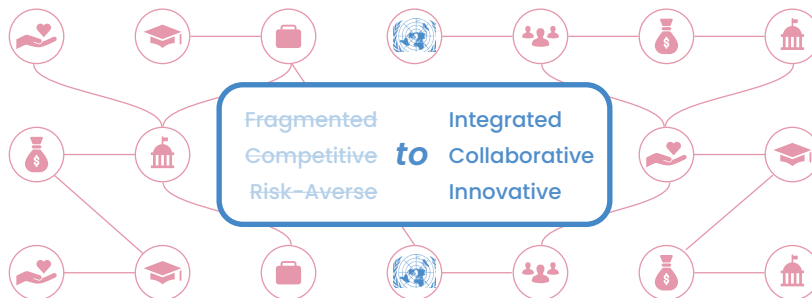 Fragmented
Competitive
Risk-Averse
to
Integrated
Collaborative
Innovative
$
$
$
$